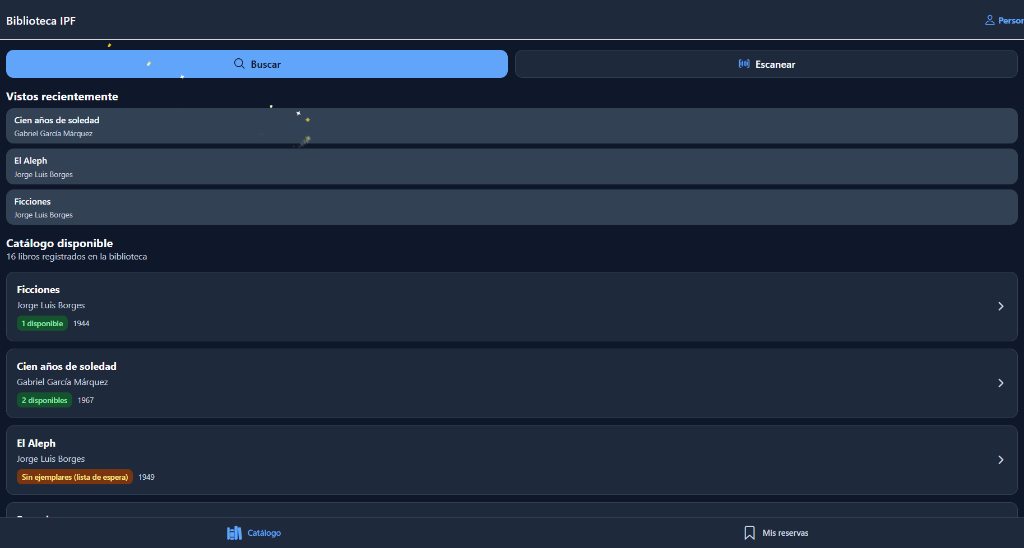 Biblioteca IPF
Person
Buscar
Escanear
Vistos recientemente
Cien años de soledad
Gabriel García Márquez
El Aleph
Jorge Luis Borges
Ficciones
Jorge Luis Borges
Catálogo disponible
16 libros registrados en la biblioteca
Ficciones
Jorge Luis Borges
1 disponible 1944
Cien años de soledad
Gabriel García Márquez
2 disponibles 1967
El Aleph
Jorge Luis Borges
Sin ejemplares (lista de espera) 1949
Catálogo
Mis reservas